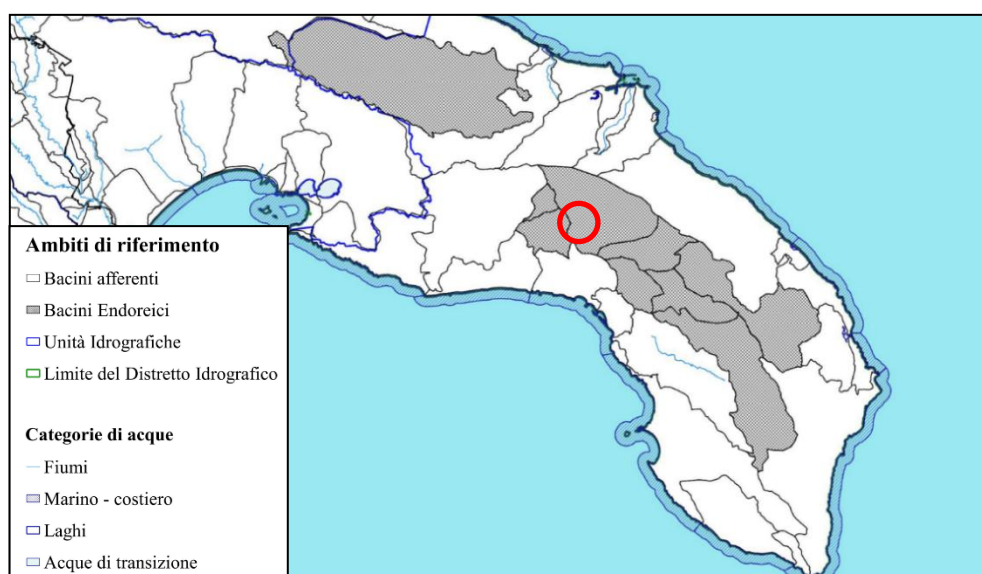 Ambiti di riferimento
Bacini afferenti
Bacini Endoreici
Unità Idrografiche
Limite del Distretto Idrografico
Categorie di acque
Fiumi
Marino - costiero
Laghi
Acque di transizione